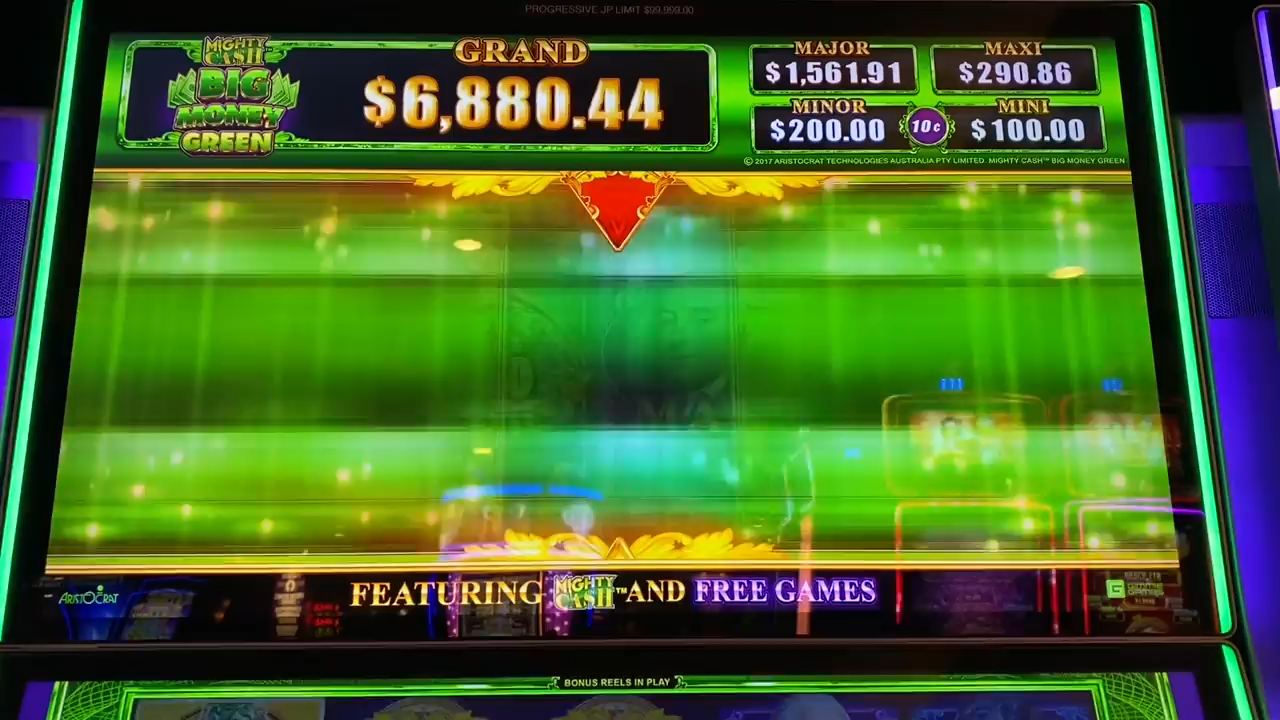 PROGRESSIVE JP LIMIT $99,999.00
MIGHTY
CASH
BIG
MONEY
GREEN
GRAND
$6,880.44
MAJOR
$1,561.91
MAXI
$290.86
MINOR
$200.00
10¢
MINI
$100.00
© 2017 ARISTOCRAT TECHNOLOGIES AUSTRALIA PTY LIMITED. MIGHTY CASH™ BIG MONEY GREEN
ARISTOCRAT
FEATURING MIGHTY CASH™ AND FREE GAMES
BONUS REELS IN PLAY